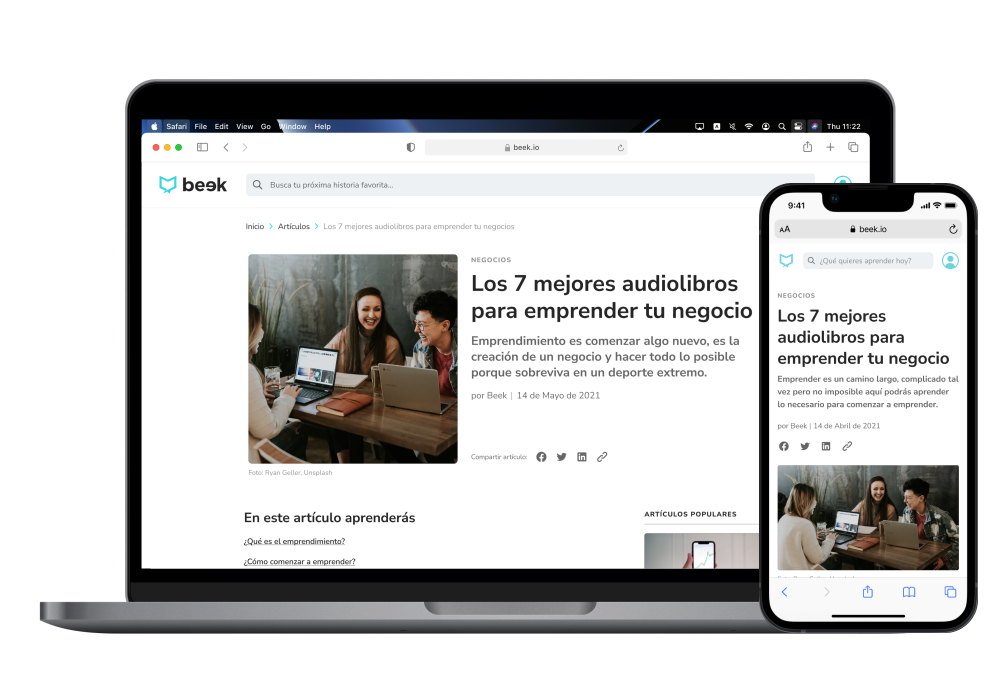 Safari File Edit View Go Window Help
Thu 11:22
beek.io
beek
Busca tu próxima historia favorita...
Inicio > Artículos > Los 7 mejores audiolibros para emprender tu negocios
NEGOCIOS
Los 7 mejores audiolibros
para emprender tu negocio
Emprendimiento es comenzar algo nuevo, es la
creación de un negocio y hacer todo lo posible
porque sobreviva en un deporte extremo.
por Beek | 14 de Mayo de 2021
Compartir artículo:
Foto: Ryan Geller, Unsplash
En este artículo aprenderás
¿Qué es el emprendimiento?
¿Cómo comenzar a emprender?
ARTÍCULOS POPULARES
9:41
AA
beek.io
¿Qué quieres aprender hoy?
NEGOCIOS
Los 7 mejores
audiolibros para
emprender tu negocio
Emprender es un camino largo, complicado tal
vez pero no imposible aquí podrás aprender
lo necesario para comenzar a emprender.
por Beek | 14 de Abril de 2021